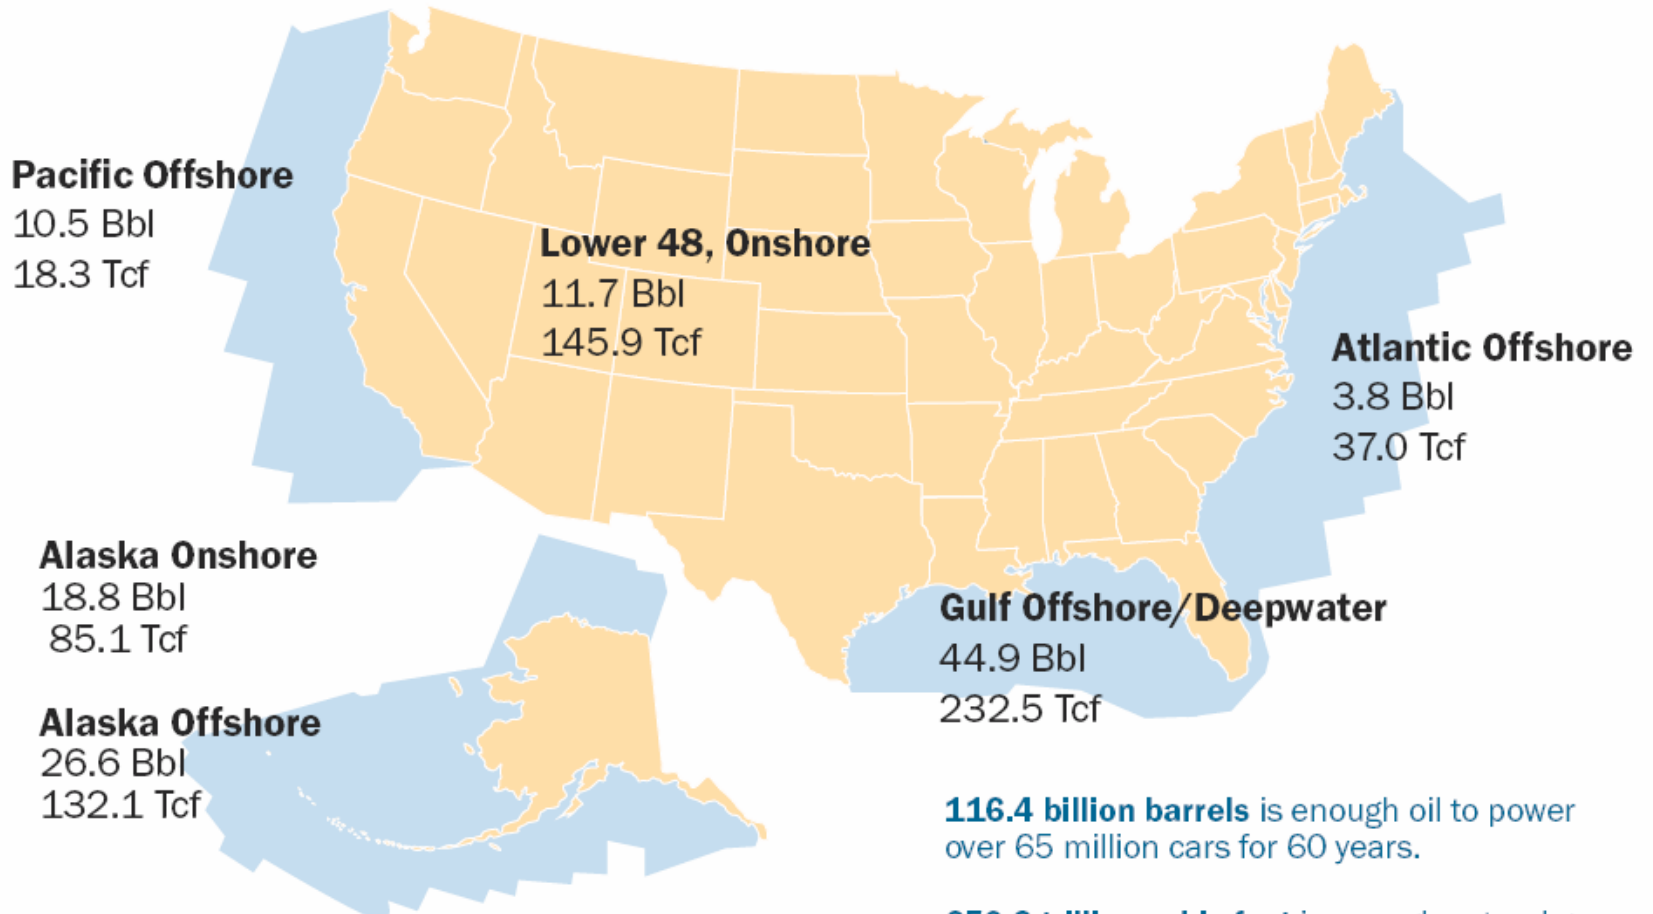 Pacific Offshore
10.5 Bbl
18.3 Tcf
Lower 48, Onshore
11.7 Bbl
145.9 Tcf
Atlantic Offshore
3.8 Bbl
37.0 Tcf
Alaska Onshore
18.8 Bbl
85.1 Tcf
Gulf Offshore/Deepwater
44.9 Bbl
232.5 Tcf
Alaska Offshore
26.6 Bbl
132.1 Tcf
116.4 billion barrels is enough oil to power
over 65 million cars for 60 years.